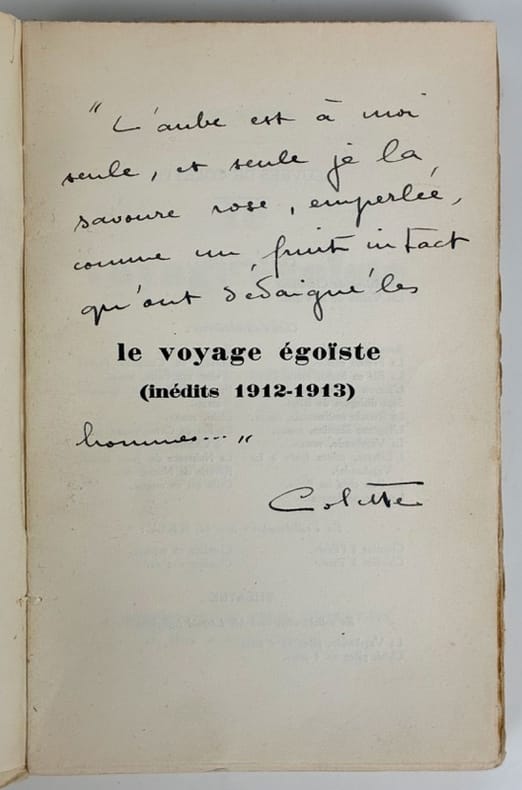 " L'aube est à moi
seule, et seule je la
savoure rose, emperlée,
comme un fruit intact
qu'ont dédaigné les
le voyage égoïste
(inédits 1912-1913)
hommes... "
Colette